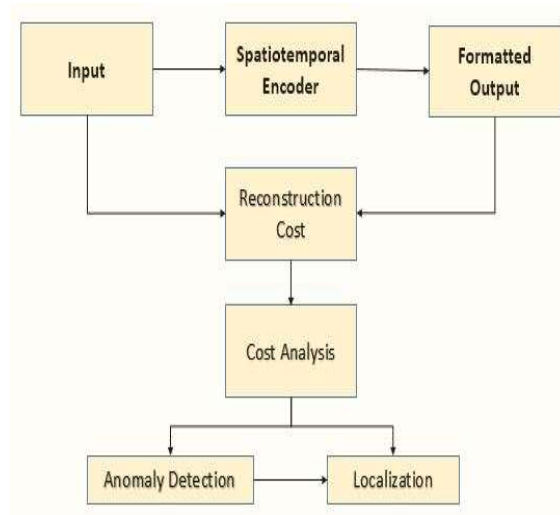 Input
Spatiotemporal
Encoder
Formatted
Output
Reconstruction
Cost
Cost Analysis
Anomaly Detection
Localization